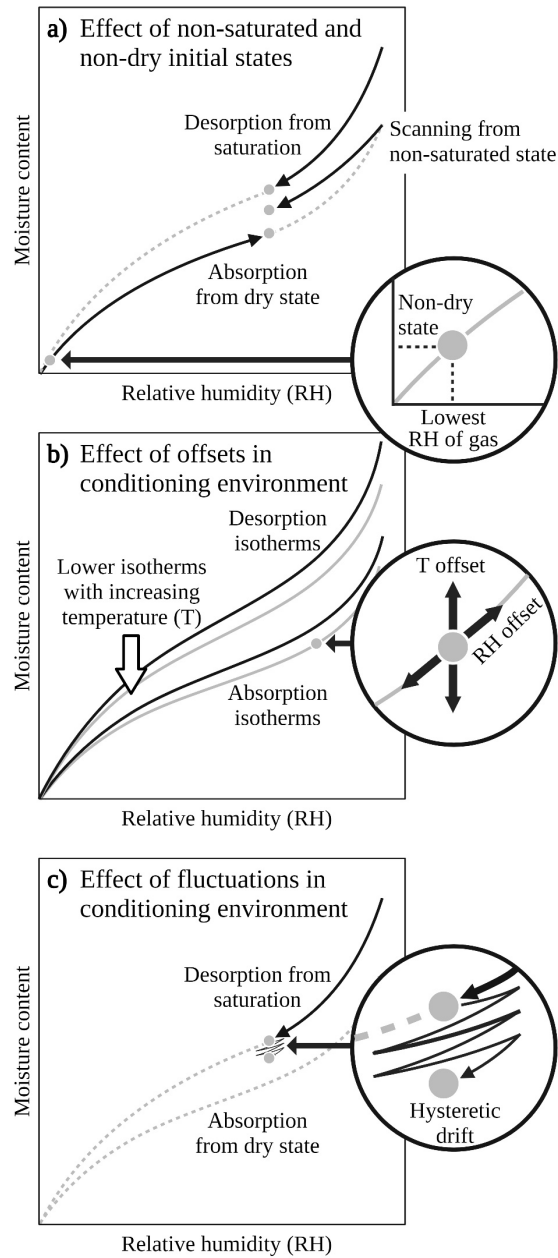 a) Effect of non-saturated and
non-dry initial states
Moisture content
Desorption from
saturation
Scanning from
non-saturated state
Absorption
from dry state
Non-dry
state
Lowest
RH of gas
Relative humidity (RH)
b) Effect of offsets in
conditioning environment
Moisture content
Desorption
isotherms
Lower isotherms
with increasing
temperature (T)
T offset
RH offset
Absorption
isotherms
Relative humidity (RH)
c) Effect of fluctuations in
conditioning environment
Moisture content
Desorption from
saturation
Absorption
from dry state
Hysteretic
drift
Relative humidity (RH)